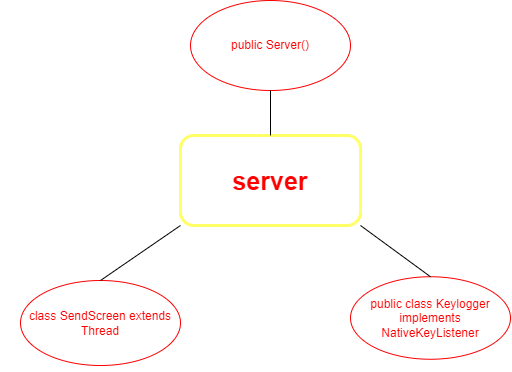 public Server()
server
class SendScreen extends
Thread
public class Keylogger
implements
NativeKeyListener